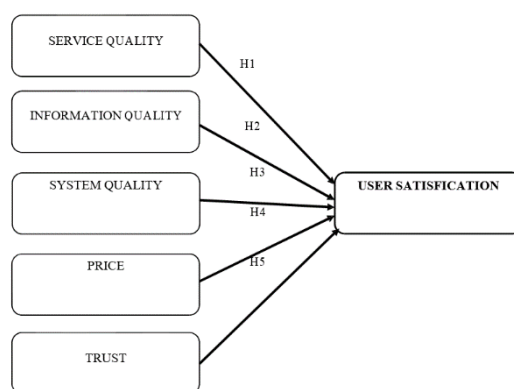 SERVICE QUALITY
H1
INFORMATION QUALITY
H2
H3
SYSTEM QUALITY
USER SATISFICATION
H4
PRICE
H5
TRUST